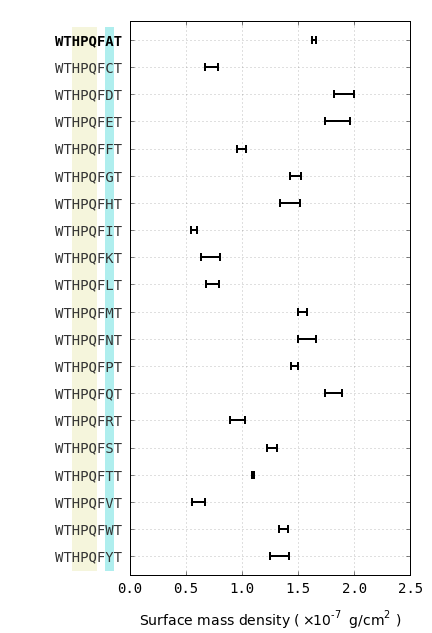 WTHPQFAT
WTHPQFCT
WTHPQFDT
WTHPQFET
WTHPQFFT
WTHPQFGT
WTHPQFHT
WTHPQFIT
WTHPQFKT
WTHPQFLT
WTHPQFMT
WTHPQFNT
WTHPQFPT
WTHPQFQT
WTHPQFRT
WTHPQFST
WTHPQFTT
WTHPQFVT
WTHPQFWT
WTHPQFYT
0.0 0.5 1.0 1.5 2.0 2.5
Surface mass density ( ×10⁻⁷ g/cm² )